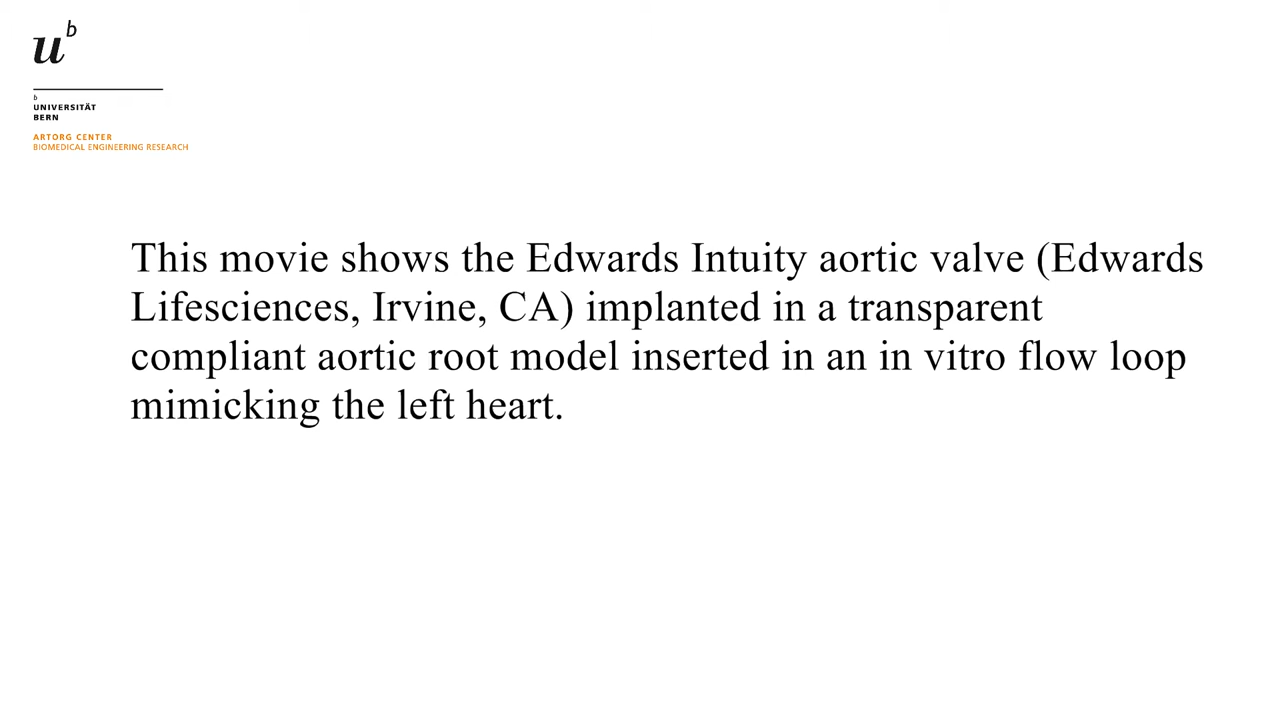 u b
b
UNIVERSITÄT
BERN
ARTORG CENTER
BIOMEDICAL ENGINEERING RESEARCH
This movie shows the Edwards Intuity aortic valve (Edwards
Lifesciences, Irvine, CA) implanted in a transparent
compliant aortic root model inserted in an in vitro flow loop
mimicking the left heart.